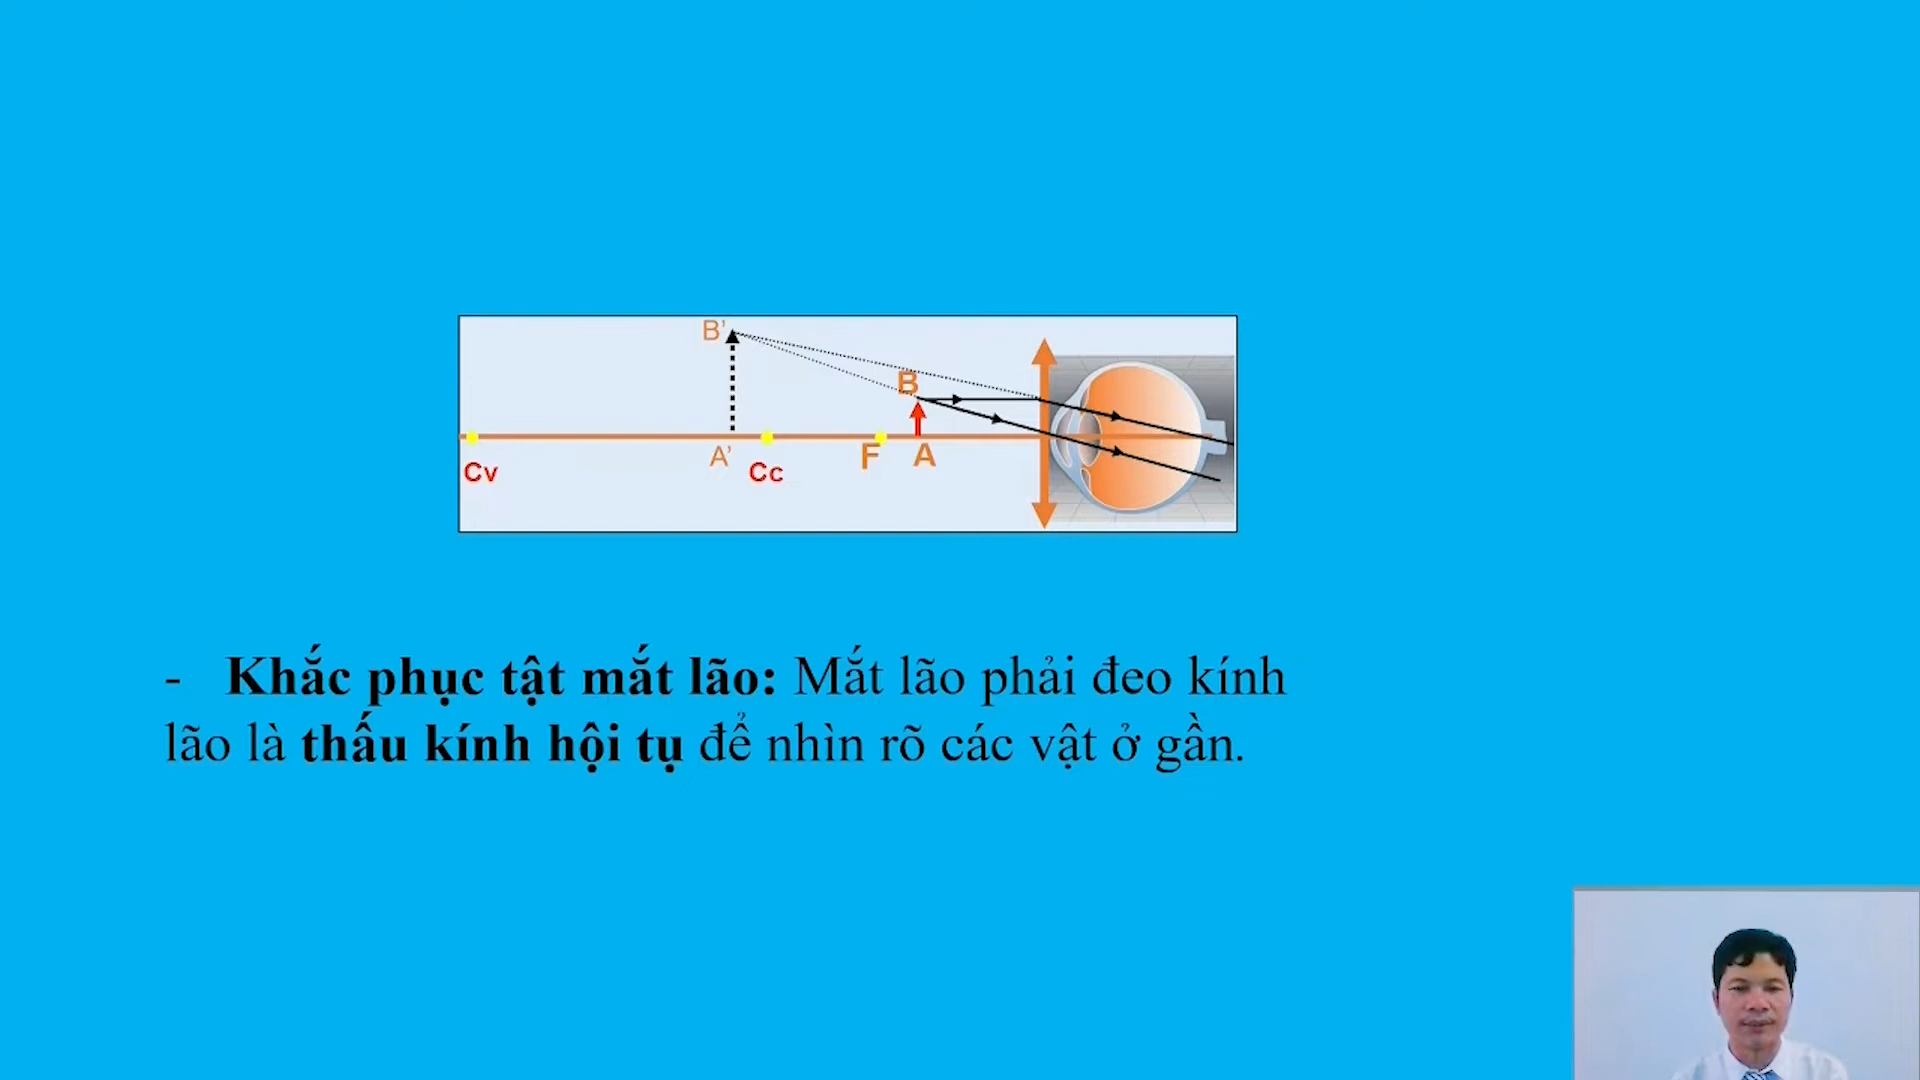 B'
B
A'
F
A
Cv
Cc
- Khắc phục tật mắt lão: Mắt lão phải đeo kính
lão là thấu kính hội tụ để nhìn rõ các vật ở gần.